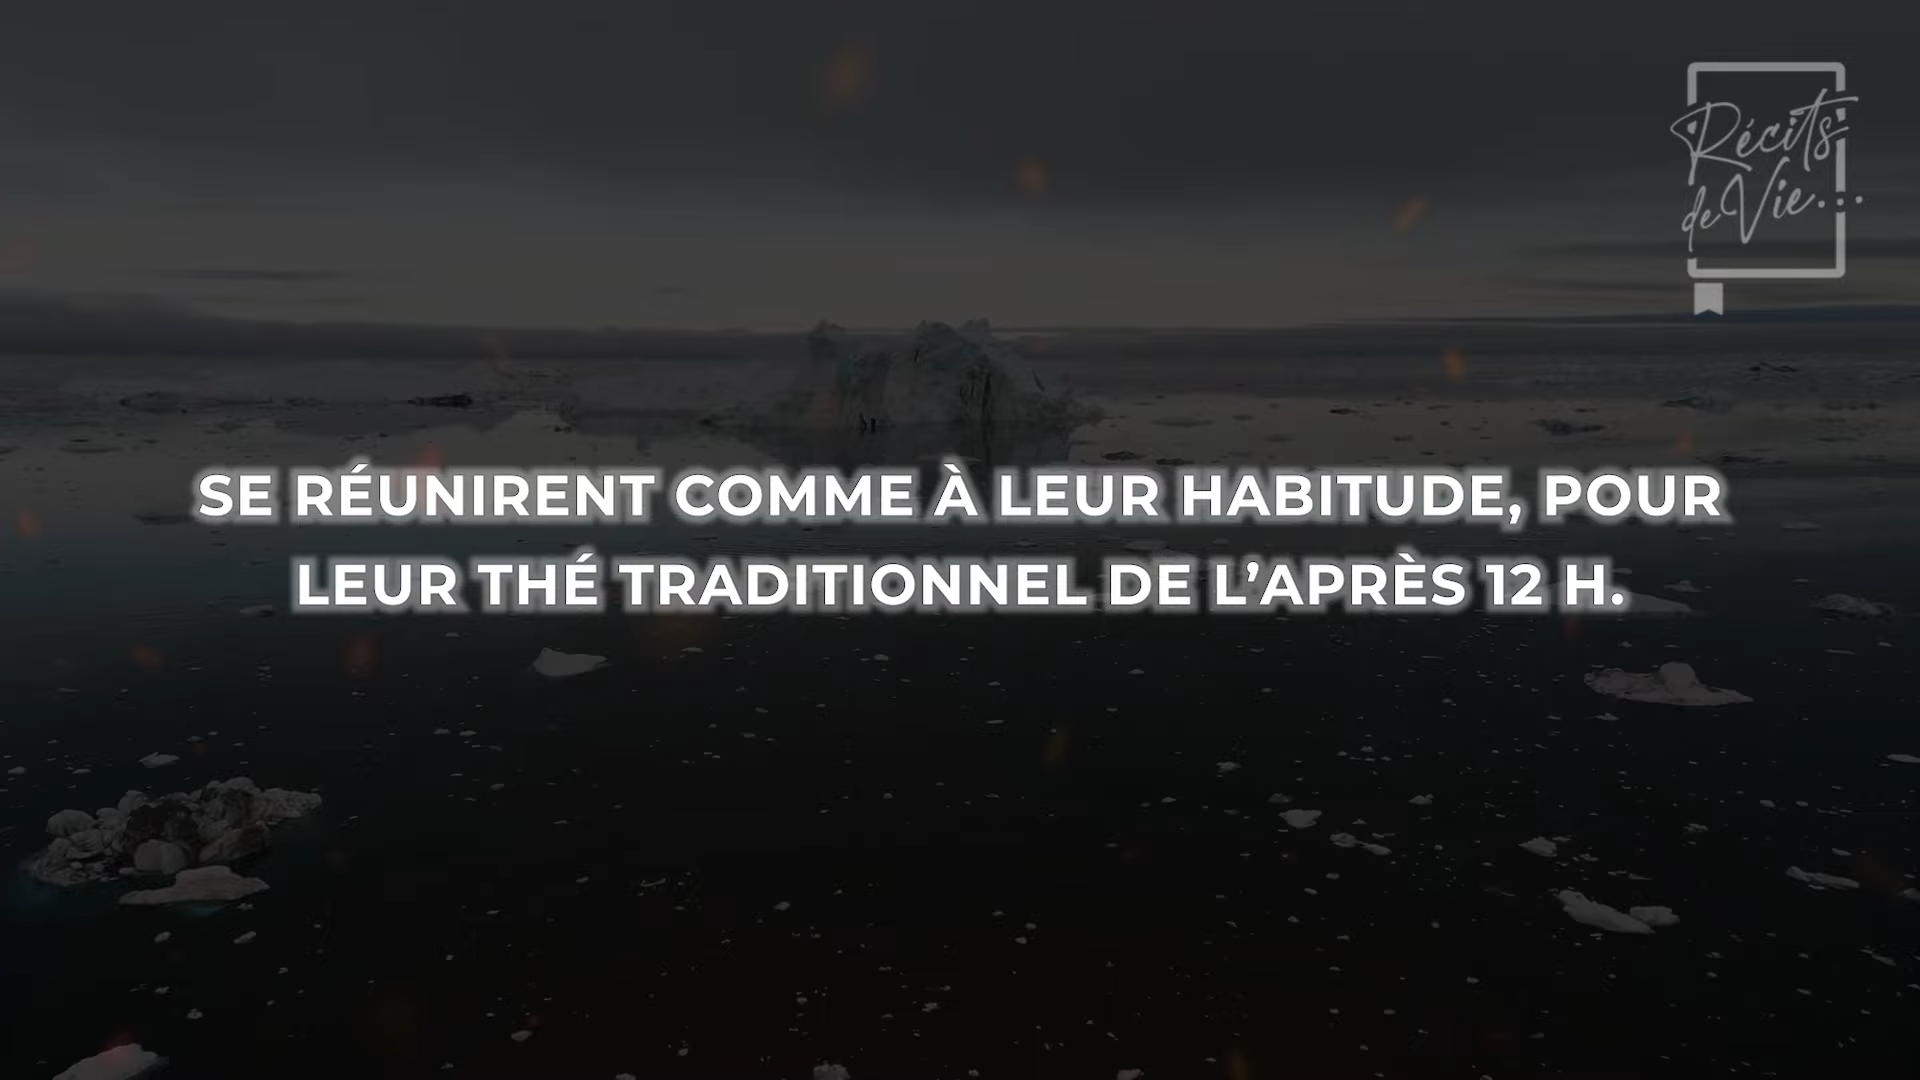 Récits
de Vie...
SE RÉUNIRENT COMME À LEUR HABITUDE, POUR
LEUR THÉ TRADITIONNEL DE L’APRÈS 12 H.